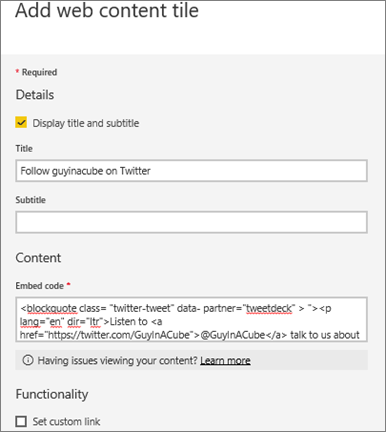 Add web content tile
* Required
Details
Display title and subtitle
Title
Follow guyinacube on Twitter
Subtitle
Content
Embed code *
<blockquote class= "twitter-tweet" data- partner="tweetdeck" > "><p
lang="en" dir="ltr">Listen to <a
href="https://twitter.com/GuyInACube">@GuyInACube</a> talk to us about
Having issues viewing your content? Learn more
Functionality
Set custom link